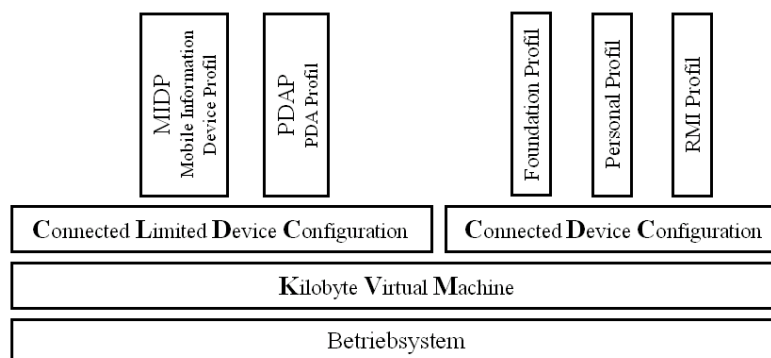 MIDP
Mobile Information
Device Profil
PDAP
PDA Profil
Foundation Profil
Personal Profil
RMI Profil
Connected Limited Device Configuration
Connected Device Configuration
Kilobyte Virtual Machine
Betriebsystem